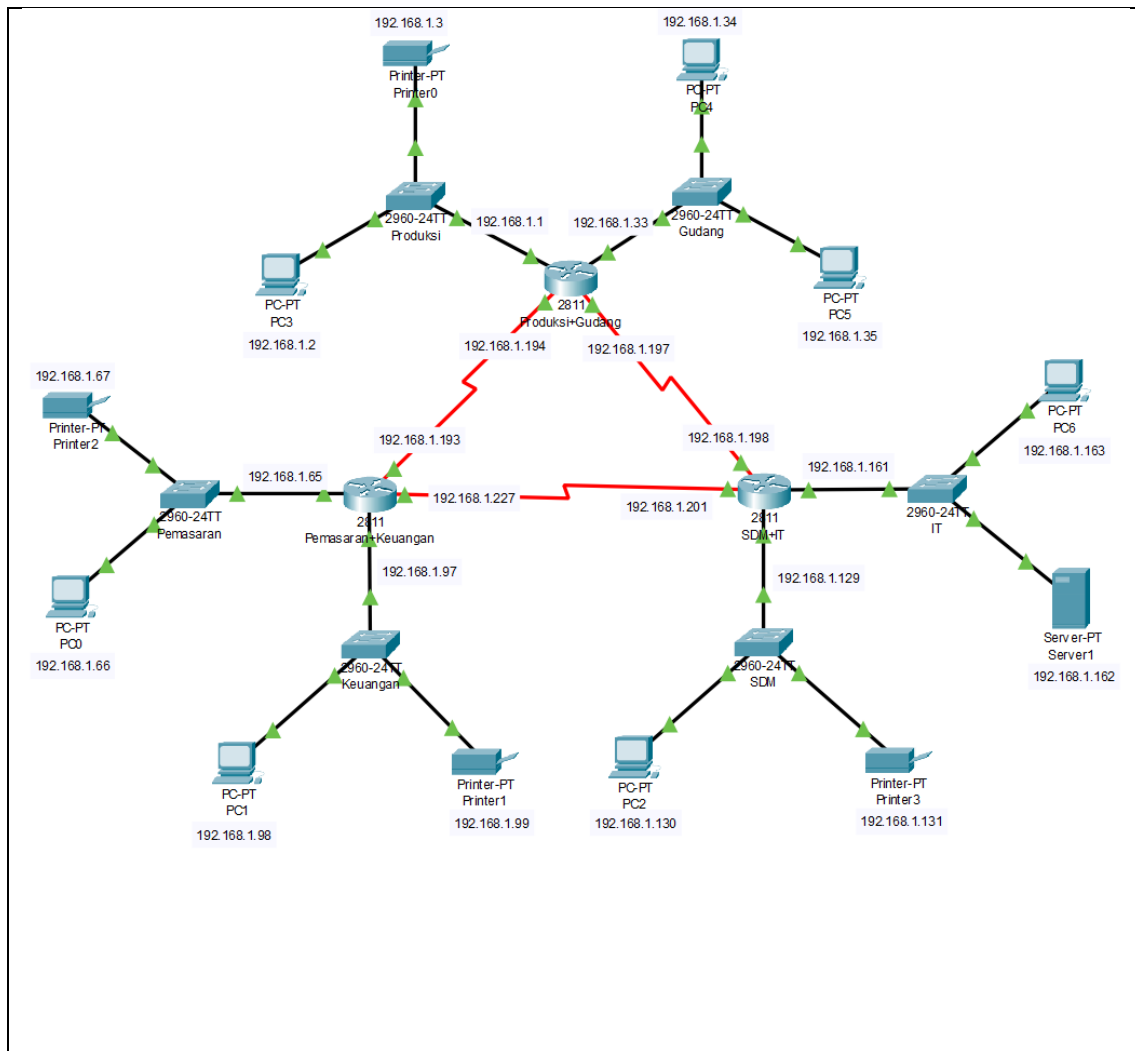 192.168.1.3
Printer-PT
Printer0
192.168.1.34
PC-PT
PC4
2960-24TT
Produksi
192.168.1.1
192.168.1.33
2960-24TT
Gudang
PC-PT
PC3
192.168.1.2
2811
Produksi+Gudang
PC-PT
PC5
192.168.1.35
192.168.1.194
192.168.1.197
192.168.1.67
Printer-PT
Printer2
PC-PT
PC6
192.168.1.163
192.168.1.193
192.168.1.198
192.168.1.65
192.168.1.227
192.168.1.201
192.168.1.161
2960-24TT
Pemasaran
2811
Pemasaran+Keuangan
2811
SDM+IT
2960-24TT
IT
192.168.1.97
192.168.1.129
PC-PT
PC0
192.168.1.66
2960-24TT
Keuangan
2960-24TT
SDM
Server-PT
Server1
192.168.1.162
PC-PT
PC1
192.168.1.98
Printer-PT
Printer1
192.168.1.99
PC-PT
PC2
192.168.1.130
Printer-PT
Printer3
192.168.1.131